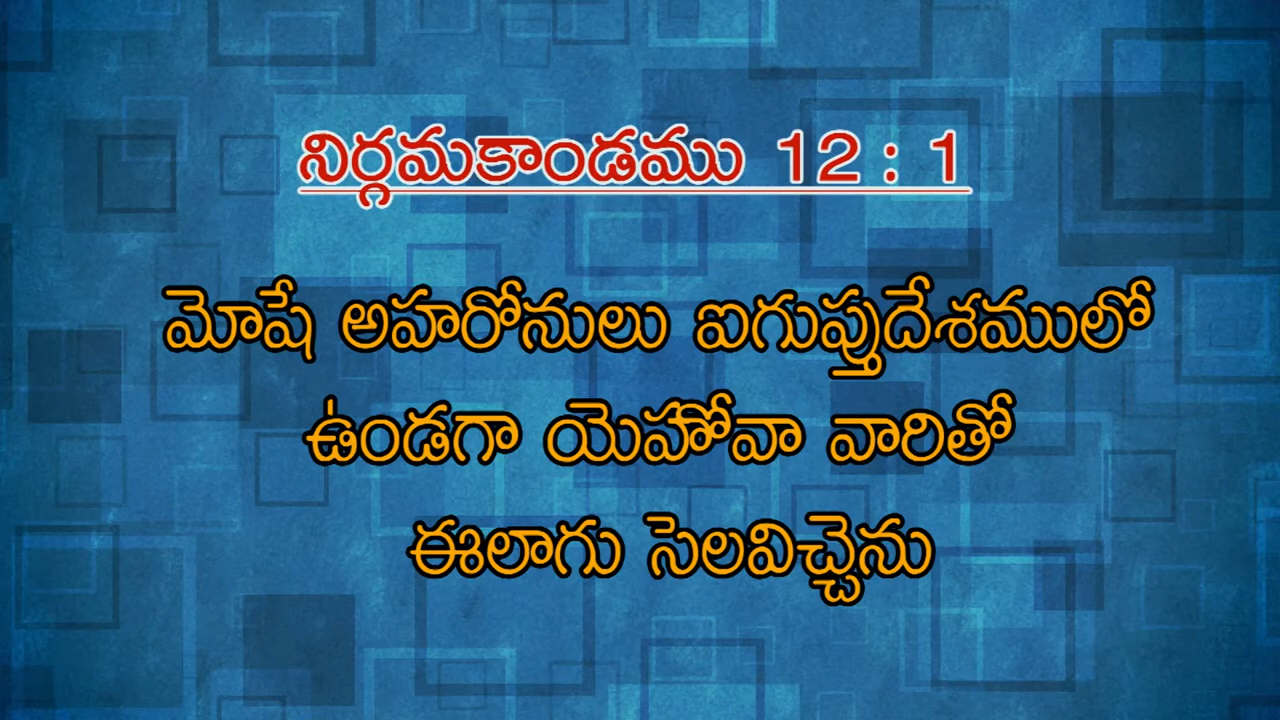 నిర్గమకాండము 12 : 1
మోషే అహరోనులు ఐగుప్తుదేశములో
ఉండగా యెహోవా వారితో
ఈలాగు సెలవిచ్చెను